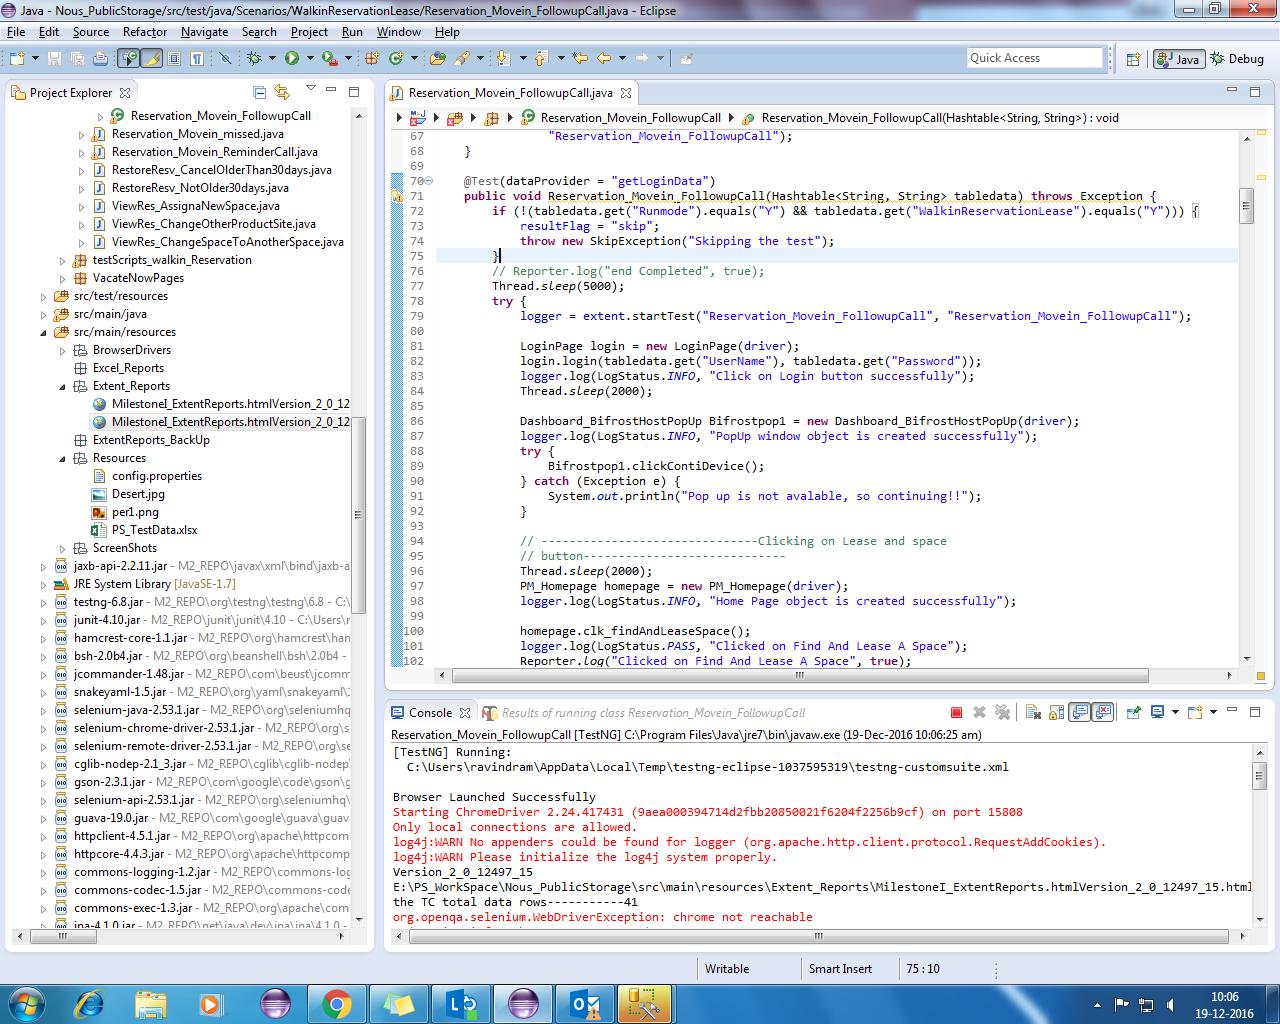 Java - Nous_PublicStorage/src/test/java/Scenarios/WalkinReservationLease/Reservation_Movein_FollowupCall.java - Eclipse
File Edit Source Refactor Navigate Search Project Run Window Help
Quick Access
Java
Debug
Project Explorer
Reservation_Movein_FollowupCall
Reservation_Movein_missed.java
Reservation_Movein_ReminderCall.java
RestoreResv_CancelOlderThan30days.java
RestoreResv_NotOlder30days.java
ViewRes_AssignaNewSpace.java
ViewRes_ChangeOtherProductSite.java
ViewRes_ChangeSpaceToAnotherSpace.java
testScripts_walkin_Reservation
VacateNowPages
src/test/resources
src/main/java
src/main/resources
BrowserDrivers
Excel_Reports
Extent_Reports
MilestoneI_ExtentReports.htmlVersion_2_0_12
MilestoneI_ExtentReports.htmlVersion_2_0_12
ExtentReports_BackUp
Resources
config.properties
Desert.jpg
per1.png
PS_TestData.xlsx
ScreenShots
jaxb-api-2.2.11.jar - M2_REPO\javax\xml\bind\jaxb-a
JRE System Library [JavaSE-1.7]
testng-6.8.jar - M2_REPO\org\testng\testng\6.8 - C:\
junit-4.10.jar - M2_REPO\junit\junit\4.10 - C:\Users\r
hamcrest-core-1.1.jar - M2_REPO\org\hamcrest\han
bsh-2.0b4.jar - M2_REPO\org\beanshell\bsh\2.0b4 -
jcommander-1.48.jar - M2_REPO\com\beust\jcomm
snakeyaml-1.5.jar - M2_REPO\org\yaml\snakeyaml\
selenium-java-2.53.1.jar - M2_REPO\org\seleniumhq
selenium-chrome-driver-2.53.1.jar - M2_REPO\org\s
selenium-remote-driver-2.53.1.jar - M2_REPO\org\se
cglib-nodep-2.1_3.jar - M2_REPO\cglib\cglib-nodep
gson-2.3.1.jar - M2_REPO\com\google\code\gson\g
selenium-api-2.53.1.jar - M2_REPO\org\seleniumhq
guava-19.0.jar - M2_REPO\com\google\guava\guav
httpclient-4.5.1.jar - M2_REPO\org\apache\httpcom
httpcore-4.4.3.jar - M2_REPO\org\apache\httpcomp
commons-logging-1.2.jar - M2_REPO\commons-log
commons-codec-1.5.jar - M2_REPO\commons-code
commons-exec-1.3.jar - M2_REPO\org\apache\com
jna-4.1.0.jar - M2_REPO\net\java\dev\jna\jna\4.1.0 -
Reservation_Movein_FollowupCall.java
Reservation_Movein_FollowupCall
Reservation_Movein_FollowupCall(Hashtable<String, String>) : void
67 "Reservation_Movein_FollowupCall");
68 }
69
70 @Test(dataProvider = "getLoginData")
71 public void Reservation_Movein_FollowupCall(Hashtable<String, String> tabledata) throws Exception {
72 if (!(tabledata.get("Runmode").equals("Y") && tabledata.get("WalkinReservationLease").equals("Y"))) {
73 resultFlag = "skip";
74 throw new SkipException("Skipping the test");
75 }
76 // Reporter.log("end Completed", true);
77 Thread.sleep(5000);
78 try {
79 logger = extent.startTest("Reservation_Movein_FollowupCall", "Reservation_Movein_FollowupCall");
80
81 LoginPage login = new LoginPage(driver);
82 login.login(tabledata.get("UserName"), tabledata.get("Password"));
83 logger.log(LogStatus.INFO, "Click on Login button successfully");
84 Thread.sleep(2000);
85
86 Dashboard_BifrostHostPopUp Bifrostpop1 = new Dashboard_BifrostHostPopUp(driver);
87 logger.log(LogStatus.INFO, "PopUp window object is created successfully");
88 try {
89 Bifrostpop1.clickContiDevice();
90 } catch (Exception e) {
91 System.out.println("Pop up is not avalable, so continuing!!");
92 }
93
94 // -------------------------------Clicking on Lease and space
95 // button-----------------------------
96 Thread.sleep(2000);
97 PM_Homepage homepage = new PM_Homepage(driver);
98 logger.log(LogStatus.INFO, "Home Page object is created successfully");
99
100 homepage.clk_findAndLeaseSpace();
101 logger.log(LogStatus.PASS, "Clicked on Find And Lease A Space");
102 Reporter.log("Clicked on Find And Lease A Space", true);
Console
Results of running class Reservation_Movein_FollowupCall
Reservation_Movein_FollowupCall [TestNG] C:\Program Files\Java\jre7\bin\javaw.exe (19-Dec-2016 10:06:25 am)
[TestNG] Running:
C:\Users\ravindram\AppData\Local\Temp\testng-eclipse-1037595319\testng-customsuite.xml
Browser Launched Successfully
Starting ChromeDriver 2.24.417431 (9aea000394714d2fbb20850021f6204f2256b9cf) on port 15808
Only local connections are allowed.
log4j:WARN No appenders could be found for logger (org.apache.http.client.protocol.RequestAddCookies).
log4j:WARN Please initialize the log4j system properly.
Version_2_0_12497_15
E:\PS_WorkSpace\Nous_PublicStorage\src\main\resources\Extent_Reports\MilestoneI_ExtentReports.htmlVersion_2_0_12497_15.html
the TC total data rows-----------41
org.openqa.selenium.WebDriverException: chrome not reachable
Writable
Smart Insert
75 : 10
10:06
19-12-2016